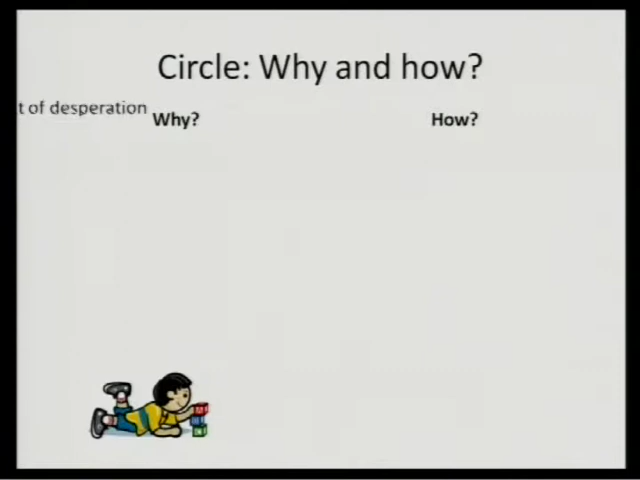 Circle: Why and how?
t of desperation
Why?
How?